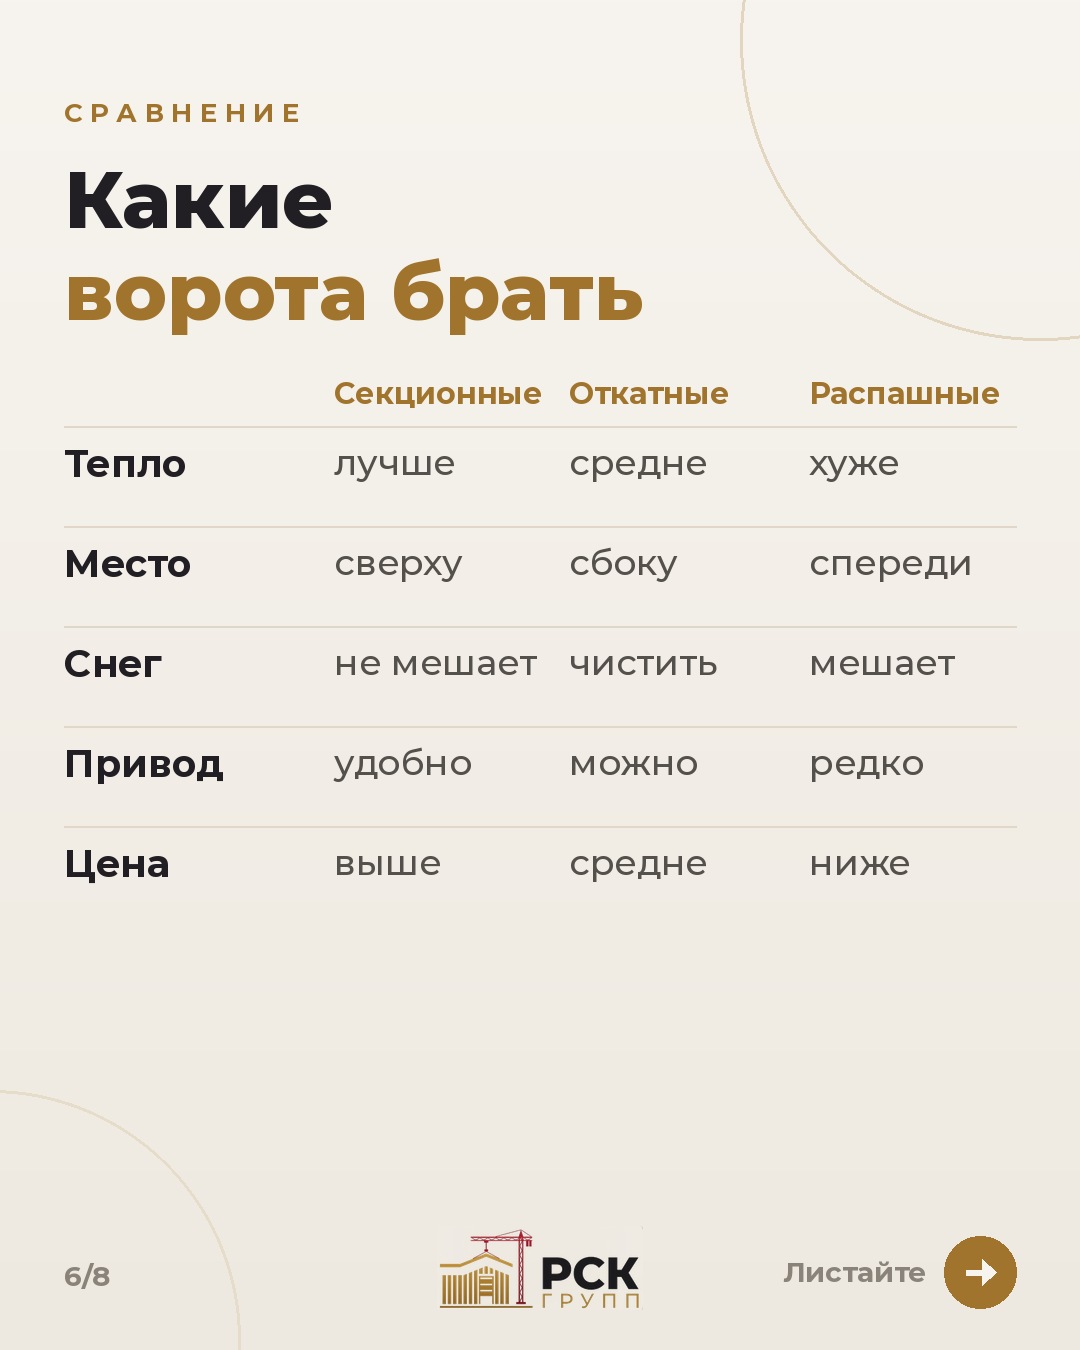 СРАВНЕНИЕ
Какие
ворота брать
Секционные Откатные Распашные
Тепло лучше средне хуже
Место сверху сбоку спереди
Снег не мешает чистить мешает
Привод удобно можно редко
Цена выше средне ниже
6/8
РСК
ГРУПП
Листайте